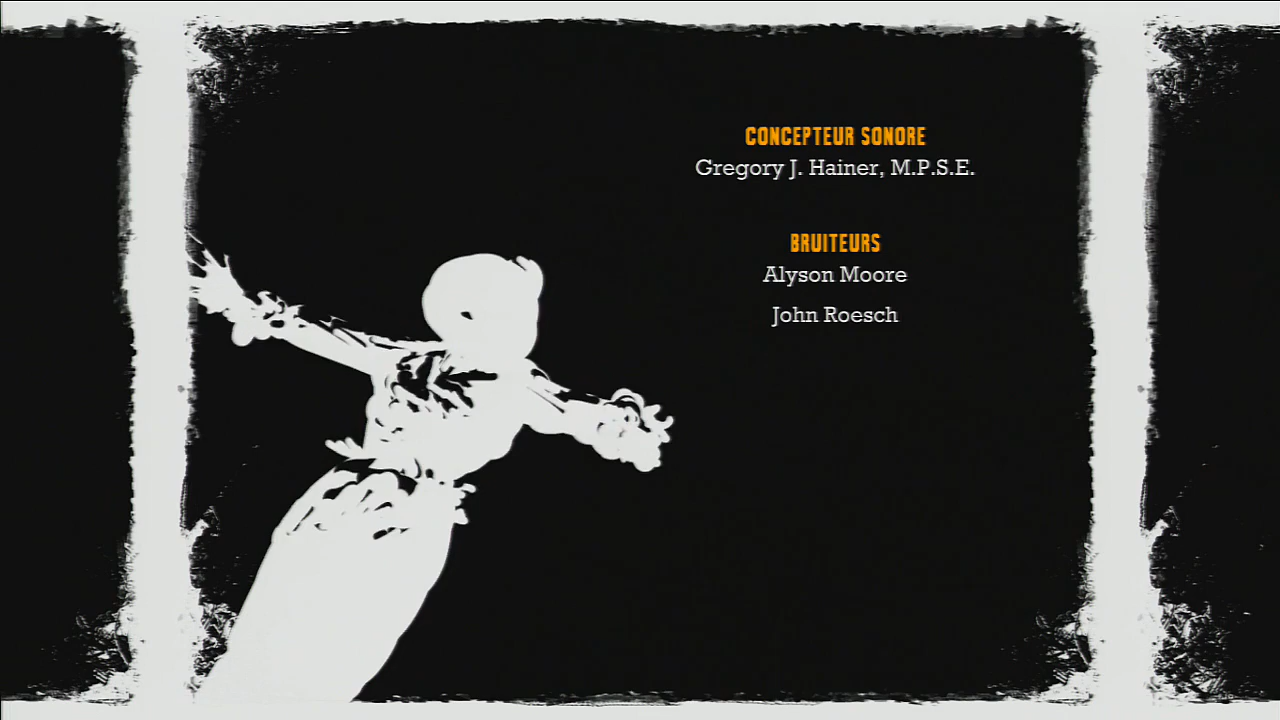 CONCEPTEUR SONORE
Gregory J. Hainer, M.P.S.E.
BRUITEURS
Alyson Moore
John Roesch